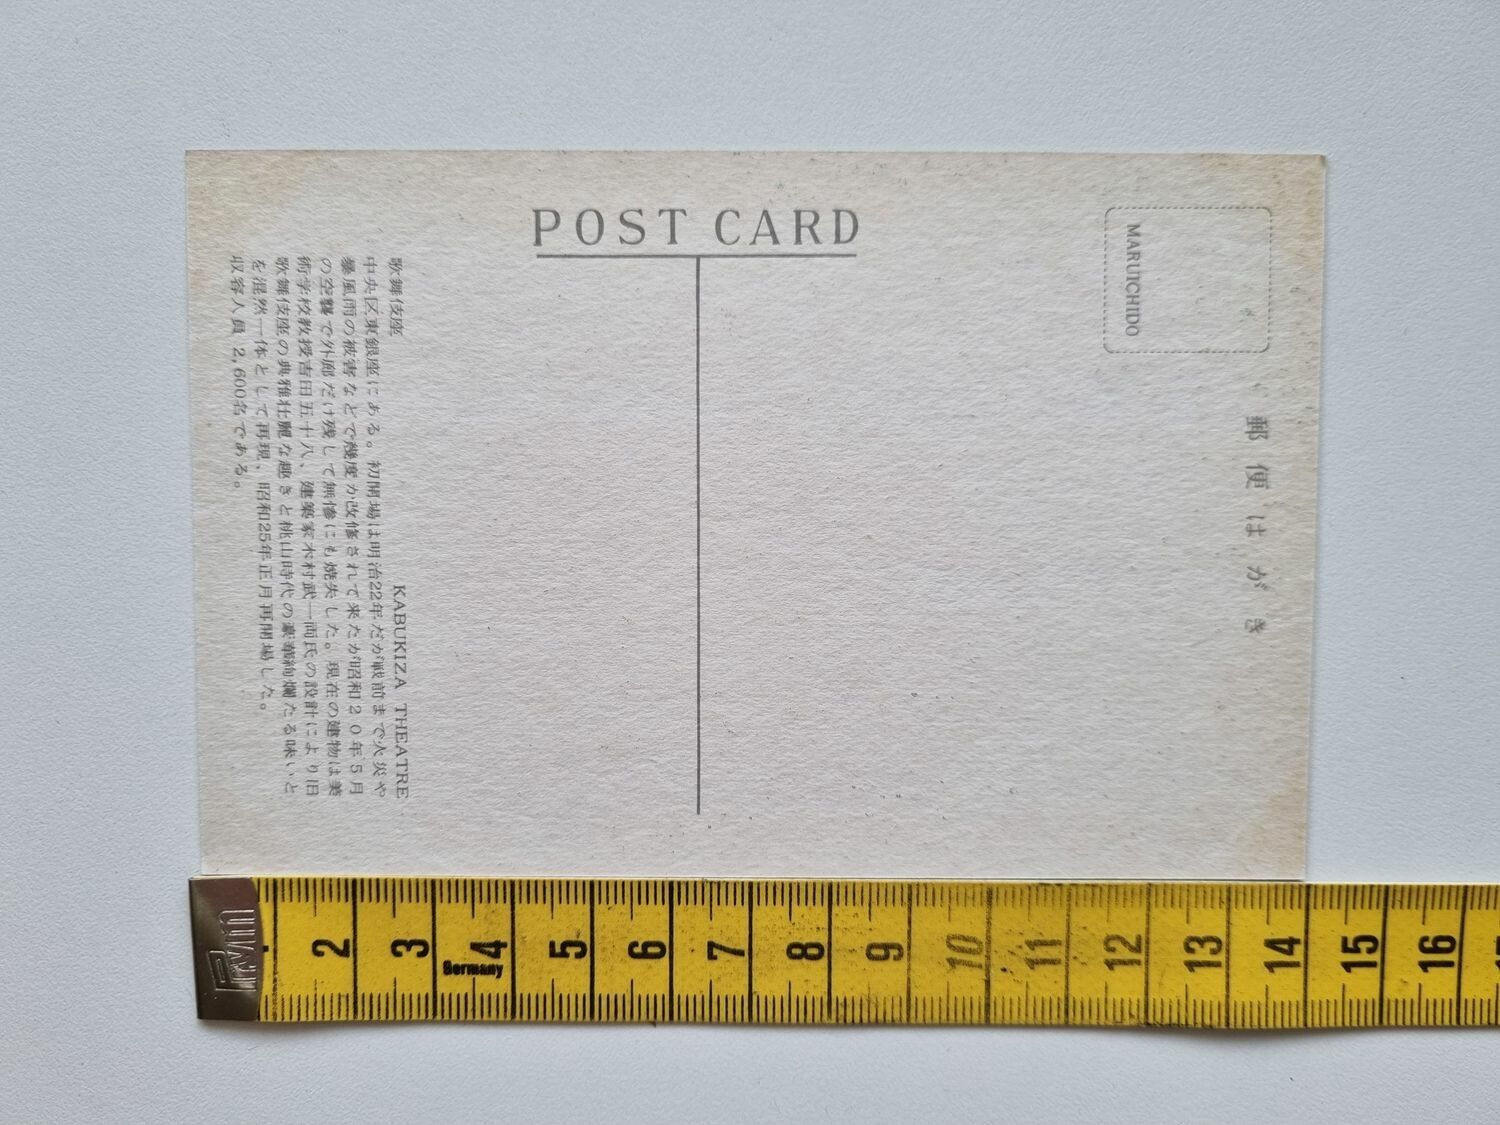 POST CARD
MARUICHIDO
郵便はがき
歌舞伎座 KABUKIZA THEATRE
中央区東銀座にある。初開場は明治22年だが戦前まで火災や
暴風雨の被害などで幾度か改修されて来たが昭和20年5月
の空襲で外廊だけ残して無惨にも焼失した。現在の建物は美
術学校教授吉田五十八、建築家木村武一両氏の設計により旧
歌舞伎座の典雅壮麗な趣きと桃山時代の豪華絢爛たる味いと
を混然一体として再現、昭和25年正月再開場した。
収容人員2,600名である。
Pym
Germany
2 3 4 5 6 7 8 9 10 11 12 13 14 15 16